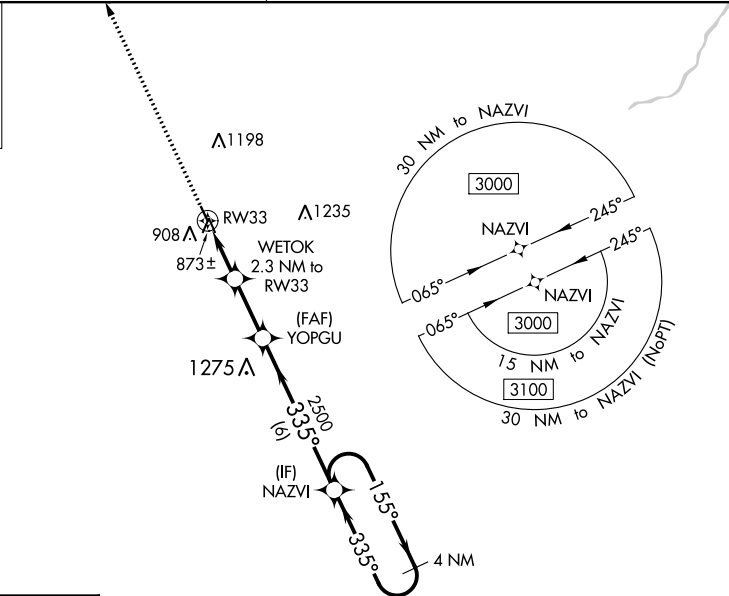 1198
RW33
1235
908
873±
WETOK
2.3 NM to
RW33
(FAF)
YOPGU
1275
2500
335°
(6)
(IF)
NAZVI
155°
335°
4 NM
30 NM to NAZVI
3000
245°
NAZVI
065°
245°
NAZVI
065°
3000
15 NM to NAZVI
3100
30 NM to NAZVI (NoPT)